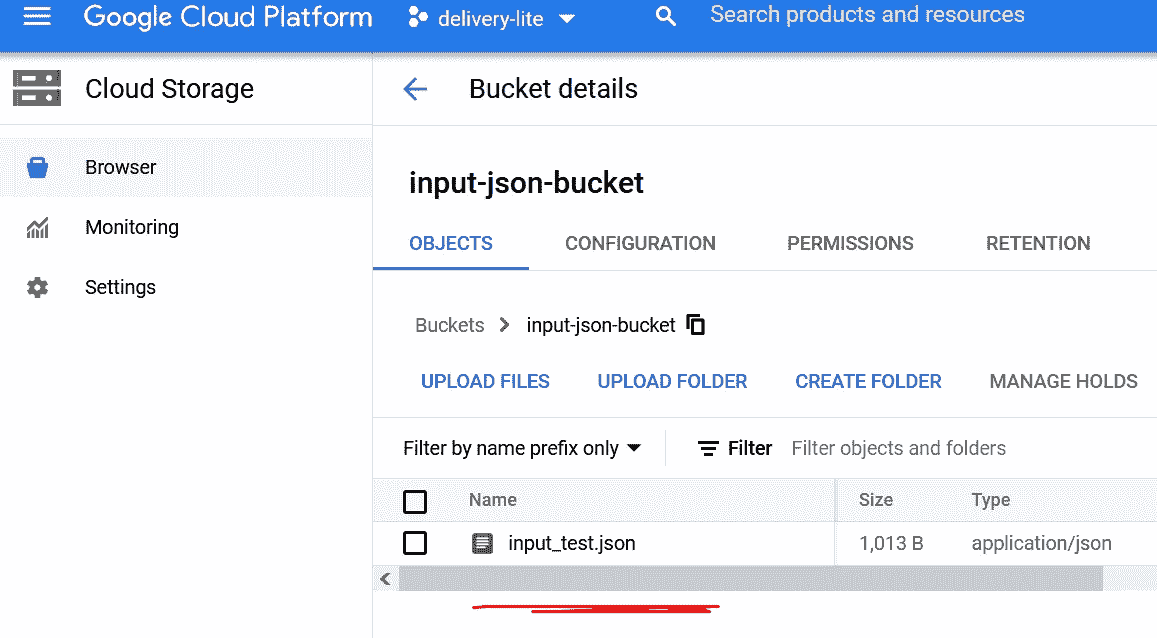 Google Cloud Platform delivery-lite Search products and resources
Cloud Storage
Bucket details
Browser
Monitoring
Settings
input-json-bucket
OBJECTS CONFIGURATION PERMISSIONS RETENTION
Buckets input-json-bucket
UPLOAD FILES UPLOAD FOLDER CREATE FOLDER MANAGE HOLDS
Filter by name prefix only Filter Filter objects and folders
Name Size Type
input_test.json 1,013 B application/json